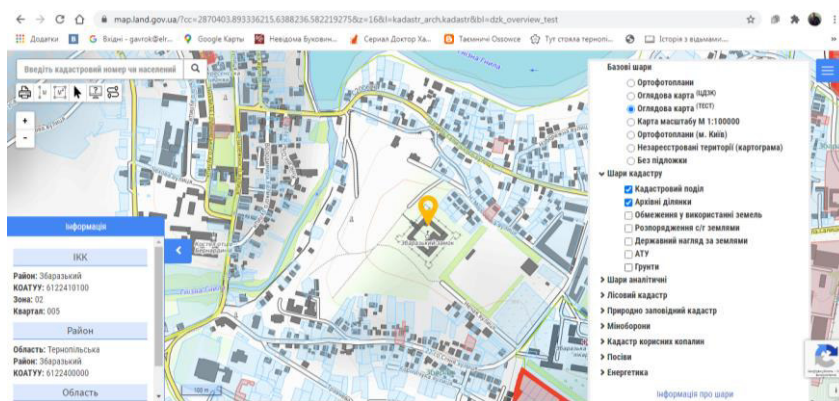 map.land.gov.ua/?cc=2870403.893336215,6388236.582219275&z=16&l=kadastr_arch,kadastr&bl=dzk_overview_test
Додатки
Вхідні - gavrok@elr...
Google Карты
Невідома Буковин...
Сериал Доктор Ха...
Таємничі Ossowce
Тут стояла тернопі...
Історія з відьмами...
Введіть кадастровий номер чи населений
+
-
Збаразький замок
100 m
Інформація
ІКК
Район: Збаразький
КОАТУУ: 6122410100
Зона: 02
Квартал: 005
Район
Область: Тернопільська
Район: Збаразький
КОАТУУ: 6122400000
Область
Базові шари
Ортофотоплани
Оглядова карта (ЦДЗК)
Оглядова карта (ТЕСТ)
Карта масштабу М 1:100000
Ортофотоплани (м. Київ)
Незареєстровані території (картограма)
Без підложки
Шари кадастру
Кадастровий поділ
Архівні ділянки
Обмеження у використанні земель
Розпорядження с/г землями
Державний нагляд за землями
АТУ
Грунти
Шари аналітичні
Лісовий кадастр
Природно заповідний кадастр
Міноборони
Кадастр корисних копалин
Посіви
Енергетика
Інформація про шари